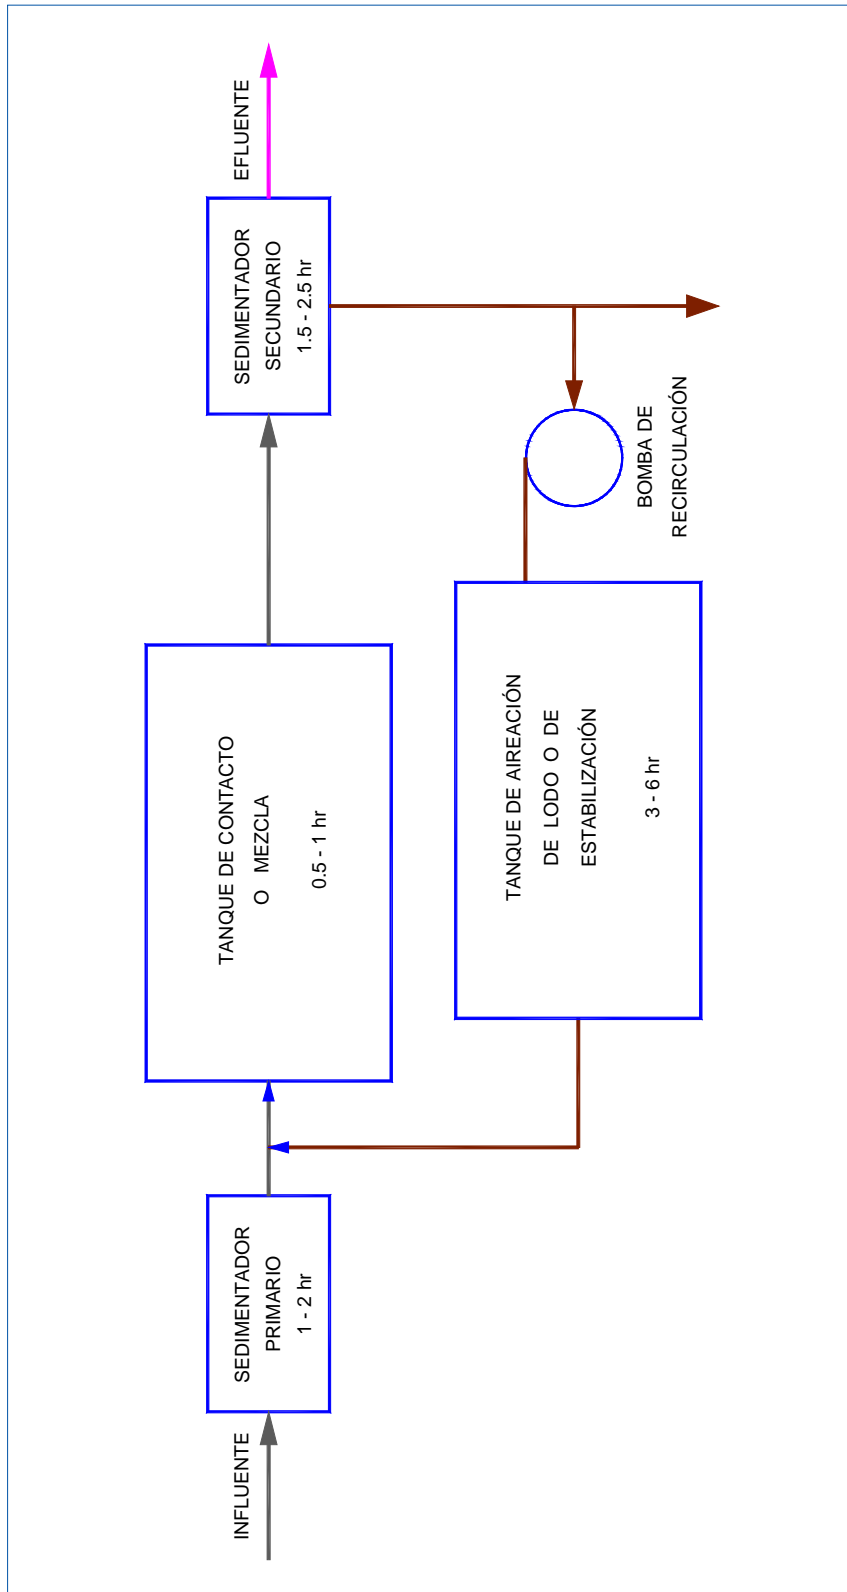 INFLUENTE
SEDIMENTADOR
PRIMARIO
1 - 2 hr
TANQUE DE CONTACTO
O MEZCLA
0.5 - 1 hr
SEDIMENTADOR
SECUNDARIO
1.5 - 2.5 hr
EFLUENTE
TANQUE DE AIREACIÓN
DE LODO O DE
ESTABILIZACIÓN
3 - 6 hr
BOMBA DE
RECIRCULACIÓN